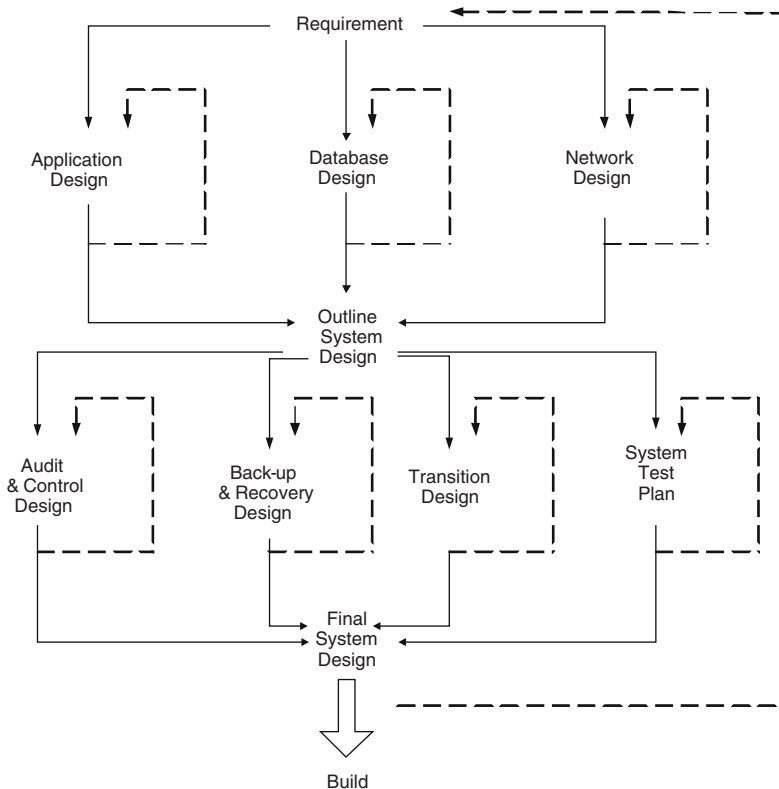 Requirement
Application
Design
Database
Design
Network
Design
Outline
System
Design
Audit
& Control
Design
Back-up
& Recovery
Design
Transition
Design
System
Test
Plan
Final
System
Design
Build